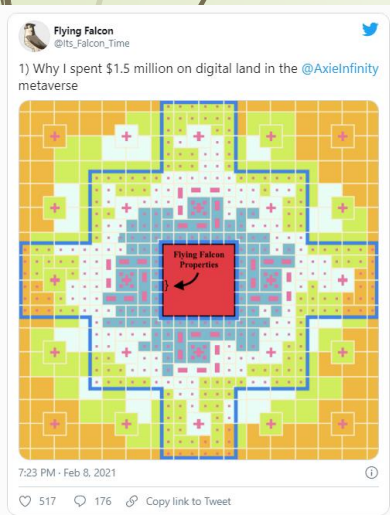 Flying Falcon
@Its_Falcon_Time
1) Why I spent $1.5 million on digital land in the @AxieInfinity
metaverse
Flying Falcon
Properties
7:23 PM · Feb 8, 2021
517 176 Copy link to Tweet